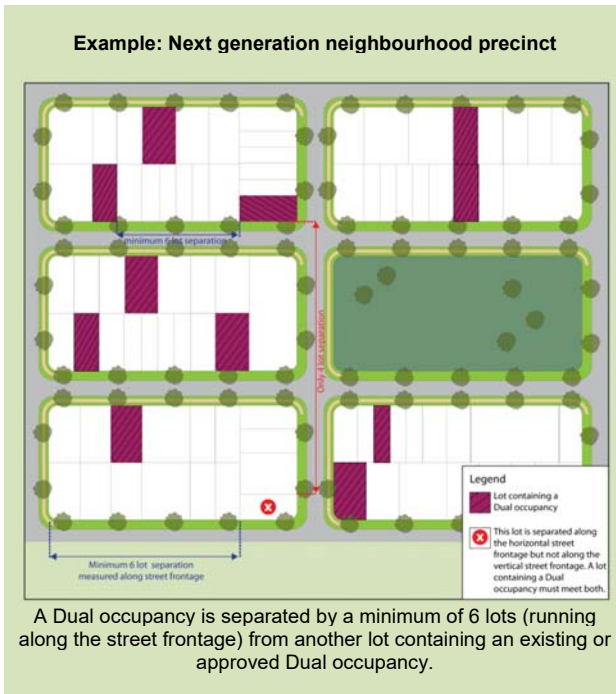 Example: Next generation neighbourhood precinct
minimum 6 lot separation
Only 4 lot separation
Legend
Lot containing a
Dual occupancy
X
This lot is separated along
the horizontal street
frontage but not along the
vertical street frontage. A lot
containing a Dual
occupancy must meet both.
X
Minimum 6 lot separation
measured along street frontage
A Dual occupancy is separated by a minimum of 6 lots (running
along the street frontage) from another lot containing an existing or
approved Dual occupancy.